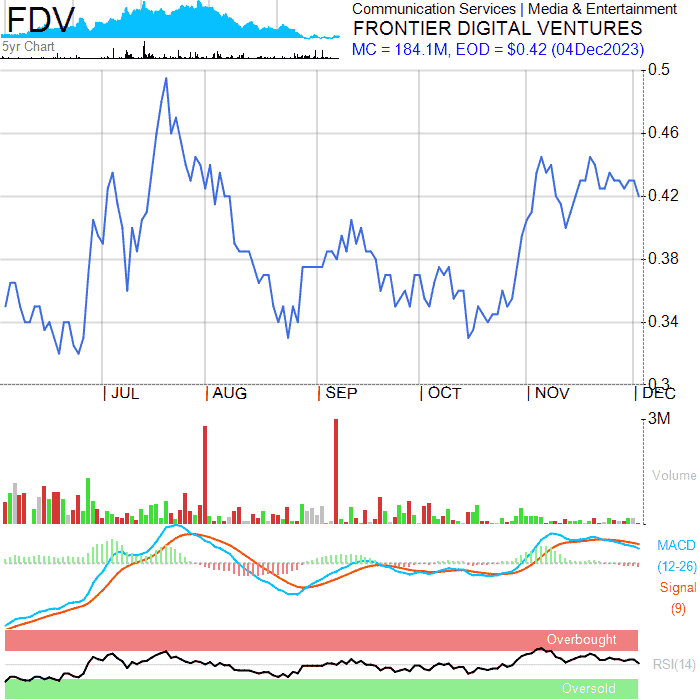 FDV
5yr Chart
Communication Services | Media & Entertainment
FRONTIER DIGITAL VENTURES
MC = 184.1M, EOD = $0.42 (04Dec2023)
0.5
0.46
0.42
0.38
0.34
0.3
JUL AUG SEP OCT NOV DEC
3M
Volume
MACD
(12-26)
Signal
(9)
Overbought
RSI(14)
Oversold